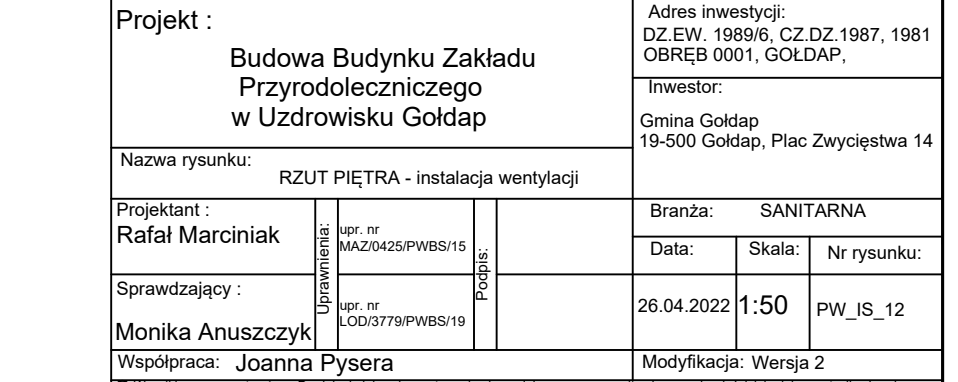 Projekt :
Budowa Budynku Zakładu
Przyrodoleczniczego
w Uzdrowisku Gołdap
Adres inwestycji:
DZ.EW. 1989/6, CZ.DZ.1987, 1981
OBRĘB 0001, GOŁDAP,
Inwestor:
Gmina Gołdap
19-500 Gołdap, Plac Zwycięstwa 14
Nazwa rysunku:
RZUT PIĘTRA - instalacja wentylacji
Projektant :
Rafał Marciniak
Uprawnienia:
upr. nr
MAZ/0425/PWBS/15
Podpis:
Branża: SANITARNA
Data: Skala: Nr rysunku:
Sprawdzający :
Monika Anuszczyk
upr. nr
LOD/3779/PWBS/19
26.04.2022 1:50 PW_IS_12
Współpraca: Joanna Pysera
Modyfikacja: Wersja 2